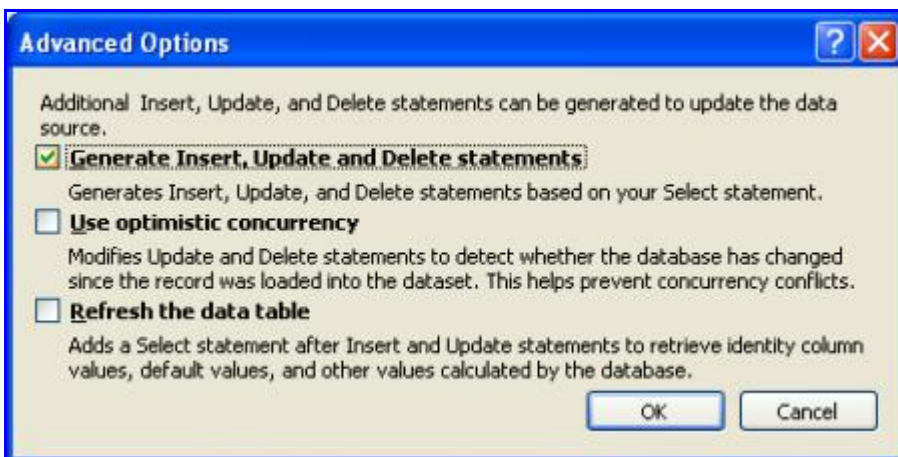 Advanced Options
Additional Insert, Update, and Delete statements can be generated to update the data
source.
Generate Insert, Update and Delete statements
Generates Insert, Update, and Delete statements based on your Select statement.
Use optimistic concurrency
Modifies Update and Delete statements to detect whether the database has changed
since the record was loaded into the dataset. This helps prevent concurrency conflicts.
Refresh the data table
Adds a Select statement after Insert and Update statements to retrieve identity column
values, default values, and other values calculated by the database.
OK Cancel